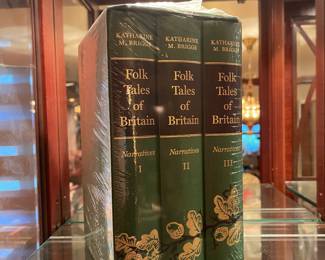 KATHARINE
M. BRIGGS
Folk
Tales
of
Britain
Narratives
I
KATHARINE
M. BRIGGS
Folk
Tales
of
Britain
Narratives
II
KATHARINE
M. BRIGGS
Folk
Tales
of
Britain
Narratives
III